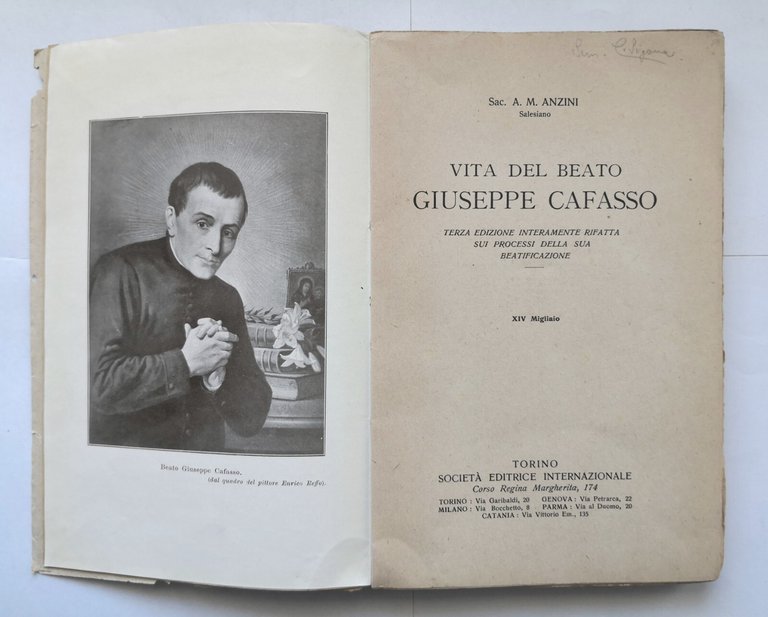 Beato Giuseppe Cafasso.
(dal quadro del pittore Enrico Reffo).
Sac. A. M. ANZINI
Salesiano
VITA DEL BEATO
GIUSEPPE CAFASSO
TERZA EDIZIONE INTERAMENTE RIFATTA
SUI PROCESSI DELLA SUA
BEATIFICAZIONE
XIV Migliaio
TORINO
SOCIETÀ EDITRICE INTERNAZIONALE
Corso Regina Margherita, 174
TORINO : Via Garibaldi, 20 GENOVA : Via Petrarca, 22
MILANO : Via Bocchetto, 8 PARMA : Via al Duomo, 20
CATANIA : Via Vittorio Em., 135